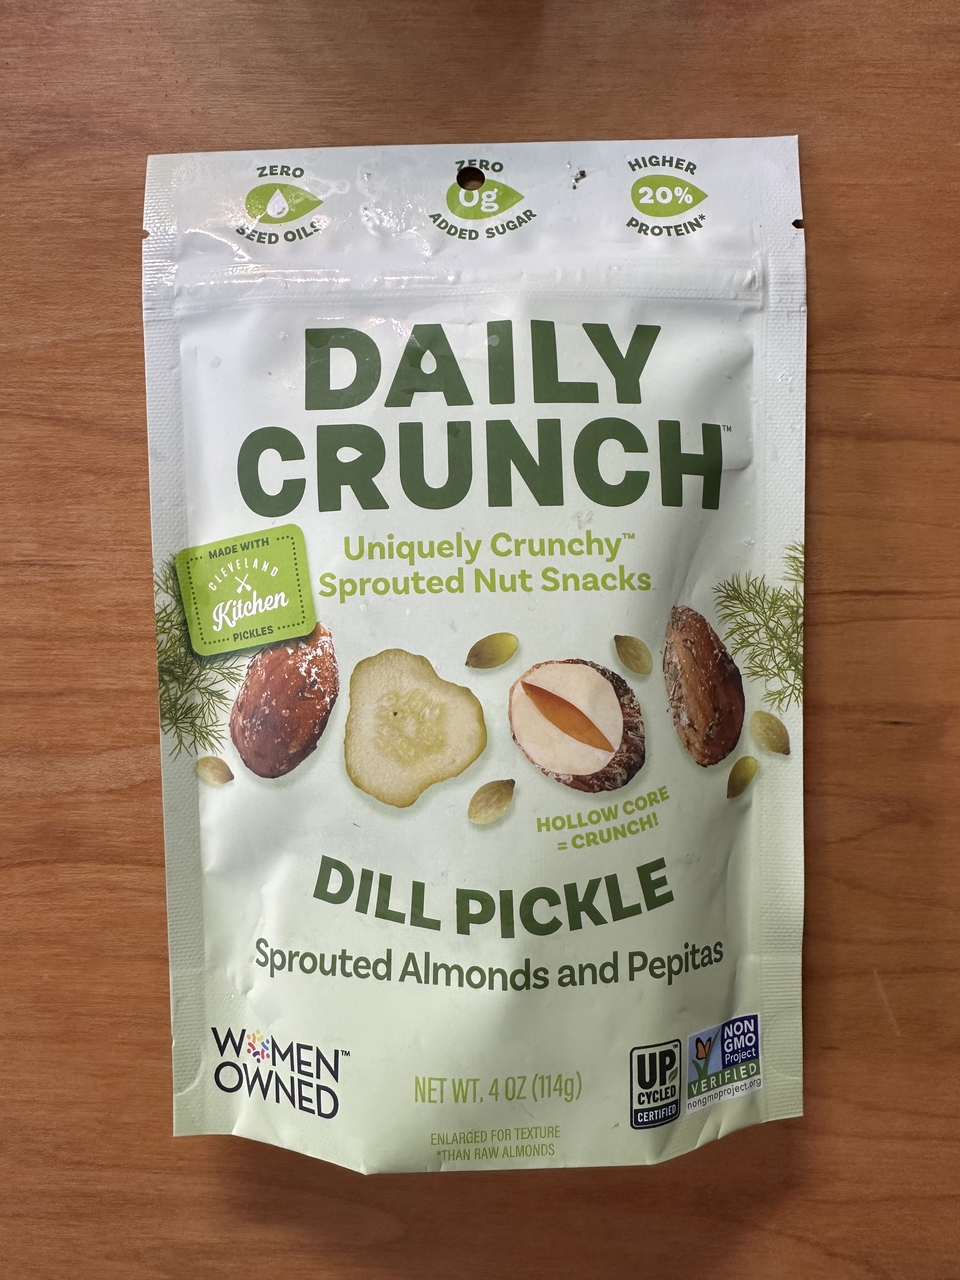 ZERO
SEED OILS
ZERO
0g
ADDED SUGAR
HIGHER
20%
PROTEIN*
DAILY
CRUNCH™
Uniquely Crunchy™
Sprouted Nut Snacks
MADE WITH
CLEVELAND
Kitchen
PICKLES
HOLLOW CORE
= CRUNCH!
DILL PICKLE
Sprouted Almonds and Pepitas
WOMEN™
OWNED
NET WT. 4 OZ (114g)
ENLARGED FOR TEXTURE
*THAN RAW ALMONDS
UP™
CYCLED
CERTIFIED
NON
GMO
Project
VERIFIED
nongmoproject.org